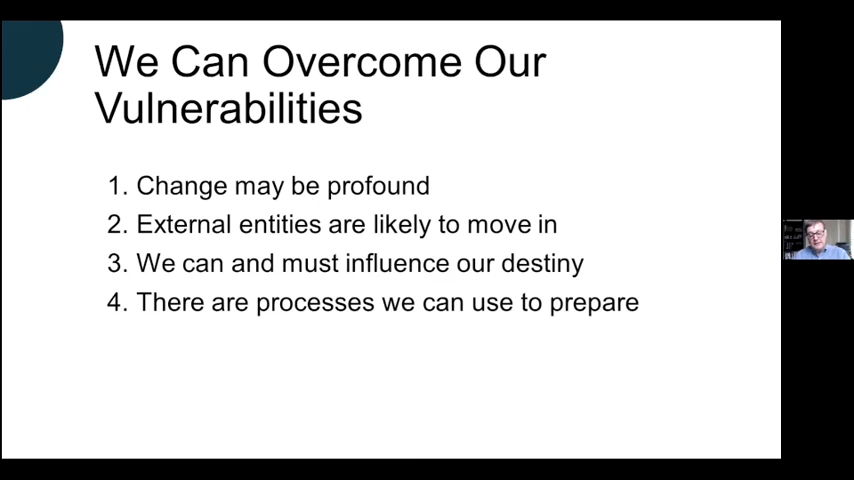 We Can Overcome Our
Vulnerabilities
1. Change may be profound
2. External entities are likely to move in
3. We can and must influence our destiny
4. There are processes we can use to prepare